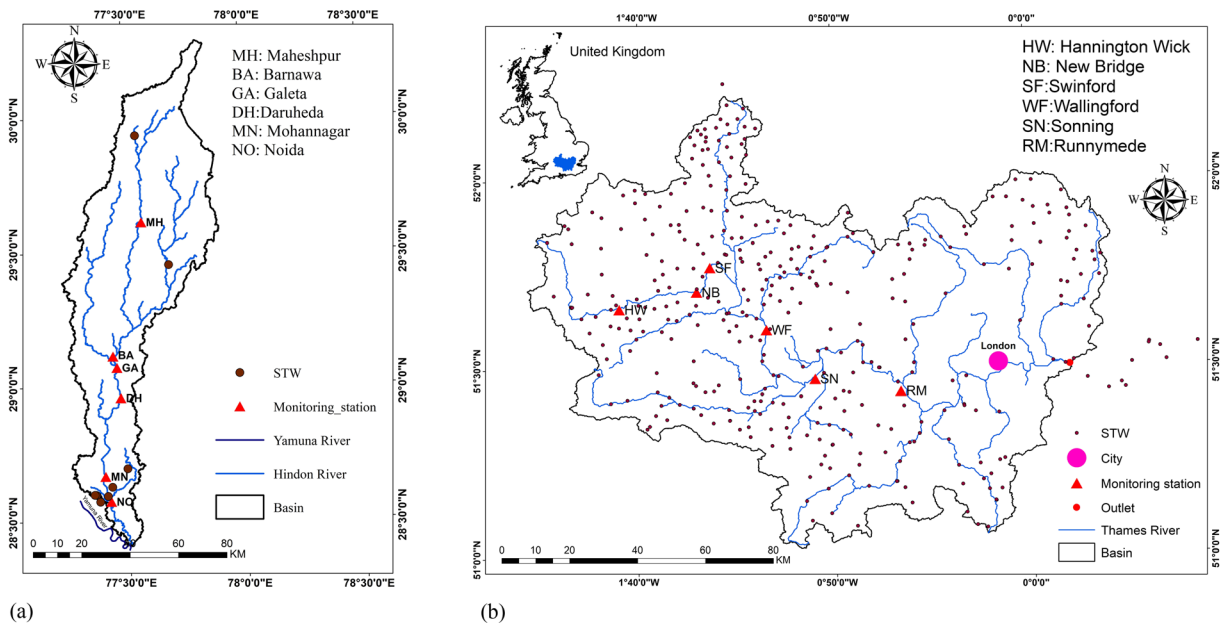 77°30'0"E 78°0'0"E 78°30'0"E
N
W E
S
MH: Maheshpur
BA: Barnawa
GA: Galeta
DH:Daruheda
MN: Mohannagar
NO: Noida
30°0'0"N
30°0'0"N
MH
29°30'0"N
29°30'0"N
BA
GA
DH
29°0'0"N
29°0'0"N
STW
Monitoring_station
Yamuna River
Hindon River
Basin
MN
NO
Yamuna River
28°30'0"N
28°30'0"N
0 10 20 40 60 80
KM
77°30'0"E 78°0'0"E 78°30'0"E
(a)
1°40'0"W 0°50'0"W 0°0'0"
United Kingdom
HW: Hannington Wick
NB: New Bridge
SF:Swinford
WF:Wallingford
SN:Sonning
RM:Runnymede
N
W E
S
52°0'0"N
52°0'0"N
SF
NB
HW
WF
London
SN
RM
51°30'0"N
51°30'0"N
STW
City
Monitoring station
Outlet
Thames River
Basin
51°0'0"N
51°0'0"N
0 10 20 40 60 80
KM
1°40'0"W 0°50'0"W 0°0'0"
(b)